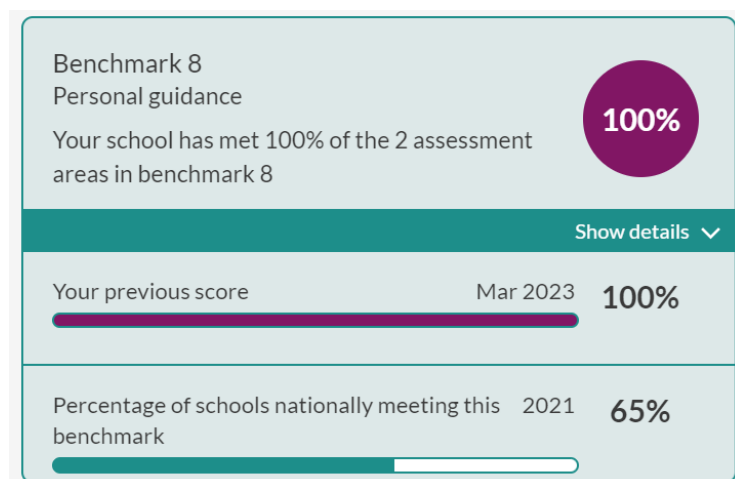 Benchmark 8
Personal guidance
Your school has met 100% of the 2 assessment
areas in benchmark 8
100%
Show details
Your previous score Mar 2023 100%
Percentage of schools nationally meeting this 2021 65%
benchmark